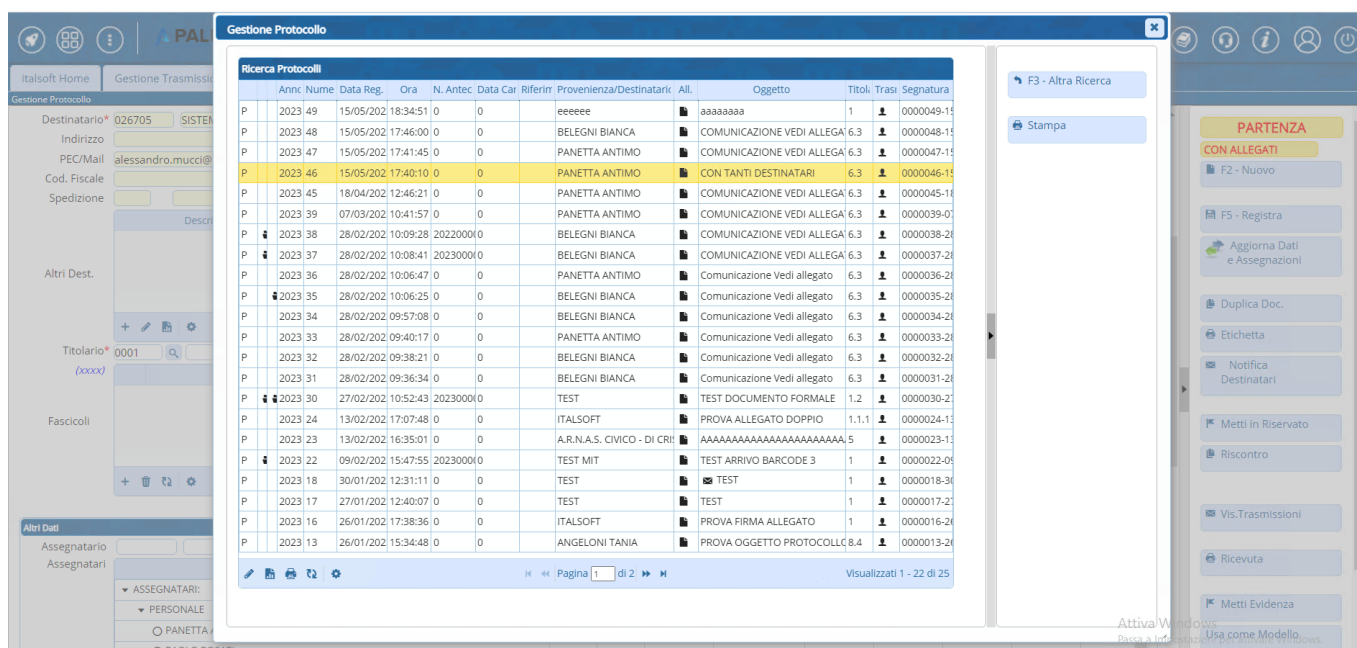 PAL
Italsoft Home Gestione Trasmissi
Gestione Protocollo
Destinatario* 026705 SISTEM
Indirizzo
PEC/Mail alessandro.mucci@
Cod. Fiscale
Spedizione
Descri
Altri Dest.
Titolario* 0001
(xxxx)
Fascicoli
Altri Dati
Assegnatario
Assegnatari
ASSEGNATARI:
PERSONALE
PANETTA A
Gestione Protocollo
Ricerca Protocolli
Annc Nume Data Reg. Ora N. Antec Data Car Riferim Provenienza/Destinataric All. Oggetto Titola Trasr Segnatura
P 2023 49 15/05/202 18:34:51 0 0 eeeeee aaaaaaaa 1 0000049-15
P 2023 48 15/05/202 17:46:00 0 0 BELEGNI BIANCA COMUNICAZIONE VEDI ALLEGA 6.3 0000048-15
P 2023 47 15/05/202 17:41:45 0 0 PANETTA ANTIMO COMUNICAZIONE VEDI ALLEGA 6.3 0000047-15
P 2023 46 15/05/202 17:40:10 0 0 PANETTA ANTIMO CON TANTI DESTINATARI 6.3 0000046-15
P 2023 45 18/04/202 12:46:21 0 0 PANETTA ANTIMO COMUNICAZIONE VEDI ALLEGA 6.3 0000045-18
P 2023 39 07/03/202 10:41:57 0 0 PANETTA ANTIMO COMUNICAZIONE VEDI ALLEGA 6.3 0000039-07
P 2023 38 28/02/202 10:09:28 20220000 0 BELEGNI BIANCA COMUNICAZIONE VEDI ALLEGA 6.3 0000038-28
P 2023 37 28/02/202 10:08:41 20230000 0 BELEGNI BIANCA COMUNICAZIONE VEDI ALLEGA 6.3 0000037-28
P 2023 36 28/02/202 10:06:47 0 0 PANETTA ANTIMO Comunicazione Vedi allegato 6.3 0000036-28
P 2023 35 28/02/202 10:06:25 0 0 BELEGNI BIANCA Comunicazione Vedi allegato 6.3 0000035-28
P 2023 34 28/02/202 09:57:08 0 0 BELEGNI BIANCA Comunicazione Vedi allegato 6.3 0000034-28
P 2023 33 28/02/202 09:40:17 0 0 PANETTA ANTIMO Comunicazione Vedi allegato 6.3 0000033-28
P 2023 32 28/02/202 09:38:21 0 0 BELEGNI BIANCA Comunicazione Vedi allegato 6.3 0000032-28
P 2023 31 28/02/202 09:36:34 0 0 BELEGNI BIANCA Comunicazione Vedi allegato 6.3 0000031-28
P 2023 30 27/02/202 10:52:43 20230000 0 TEST TEST DOCUMENTO FORMALE 1.2 0000030-27
P 2023 24 13/02/202 17:07:48 0 0 ITALSOFT PROVA ALLEGATO DOPPIO 1.1.1 0000024-13
P 2023 23 13/02/202 16:35:01 0 0 A.R.N.A.S. CIVICO - DI CRIS AAAAAAAAAAAAAAAAAAAAAAA 5 0000023-13
P 2023 22 09/02/202 15:47:55 20230000 0 TEST MIT TEST ARRIVO BARCODE 3 1 0000022-09
P 2023 18 30/01/202 12:31:11 0 0 TEST TEST 1 0000018-30
P 2023 17 27/01/202 12:40:07 0 0 TEST TEST 1 0000017-27
P 2023 16 26/01/202 17:38:36 0 0 ITALSOFT PROVA FIRMA ALLEGATO 1 0000016-26
P 2023 13 26/01/202 15:34:48 0 0 ANGELONI TANIA PROVA OGGETTO PROTOCOLLO 8.4 0000013-26
Pagina 1 di 2 Visualizzati 1 - 22 di 25
F3 - Altra Ricerca
Stampa
PARTENZA
CON ALLEGATI
F2 - Nuovo
F5 - Registra
Aggiorna Dati
e Assegnazioni
Duplica Doc.
Etichetta
Notifica
Destinatari
Metti in Riservato
Riscontro
Vis.Trasmissioni
Ricevuta
Metti Evidenza
Usa come Modello
Attiva Windows
Passa a Impostazioni per attivare Windows.